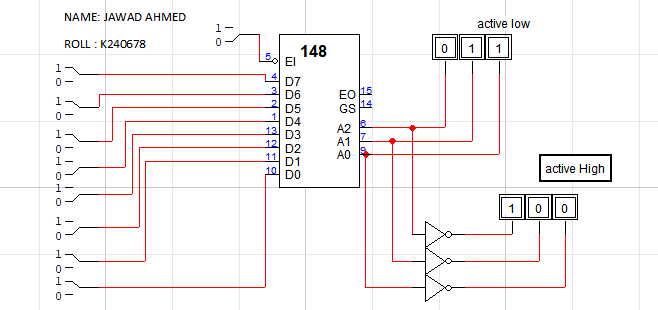 NAME: JAWAD AHMED
ROLL : K240678
active low
0 1 1
1
0
148
5 EI
1
0
4 D7
1
0
3 D6
1
0
2 D5
1
0
1 D4
1
0
13 D3
1
0
12 D2
1
0
11 D1
1
0
10 D0
EO 15
GS 14
A2 6
A1 7
A0 9
active High
1 0 0